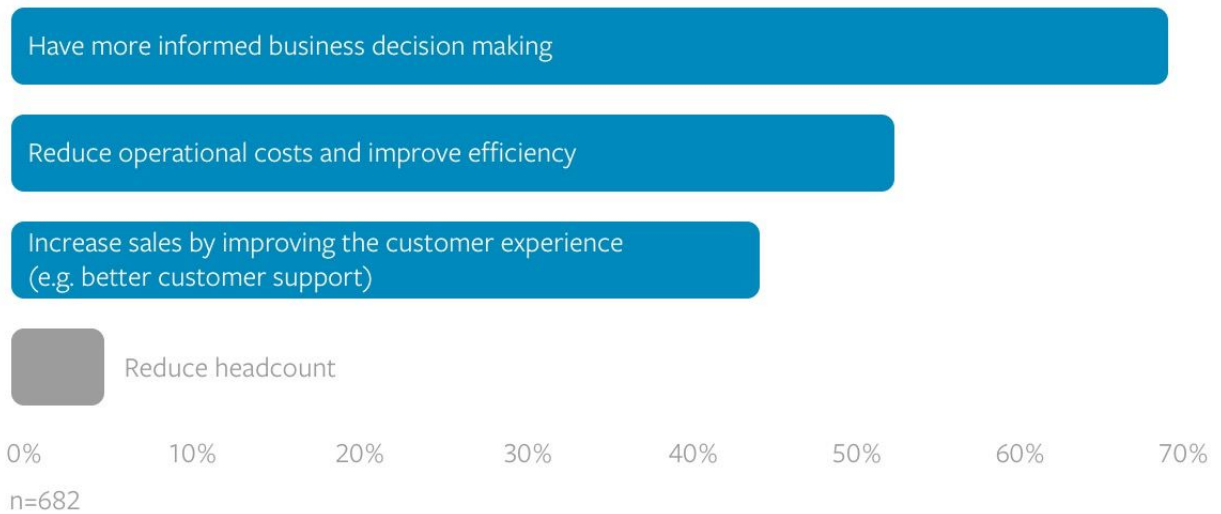 Have more informed business decision making
Reduce operational costs and improve efficiency
Increase sales by improving the customer experience
(e.g. better customer support)
Reduce headcount
0% 10% 20% 30% 40% 50% 60% 70%
n=682